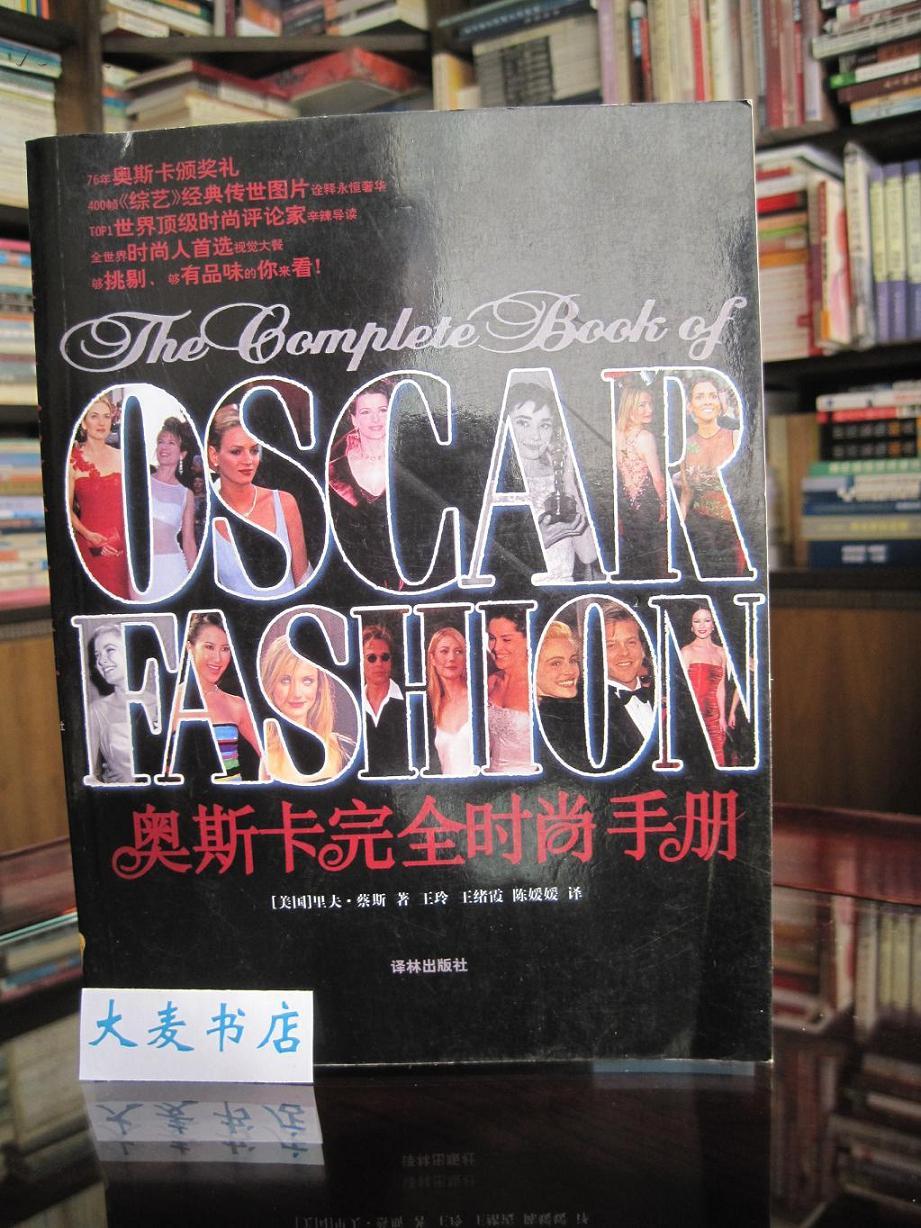 76年奥斯卡颁奖礼
400帧《综艺》经典传世图片诠释永恒奢华
TOP1世界顶级时尚评论家辛辣导读
全世界时尚人首选视觉大餐
够挑剔、够有品味的你来看!
The Complete Book of
OSCAR
FASHION
奥斯卡完全时尚手册
[美国]里夫·蔡斯 著 王玲 王绪霞 陈媛媛 译
译林出版社
大麦书店